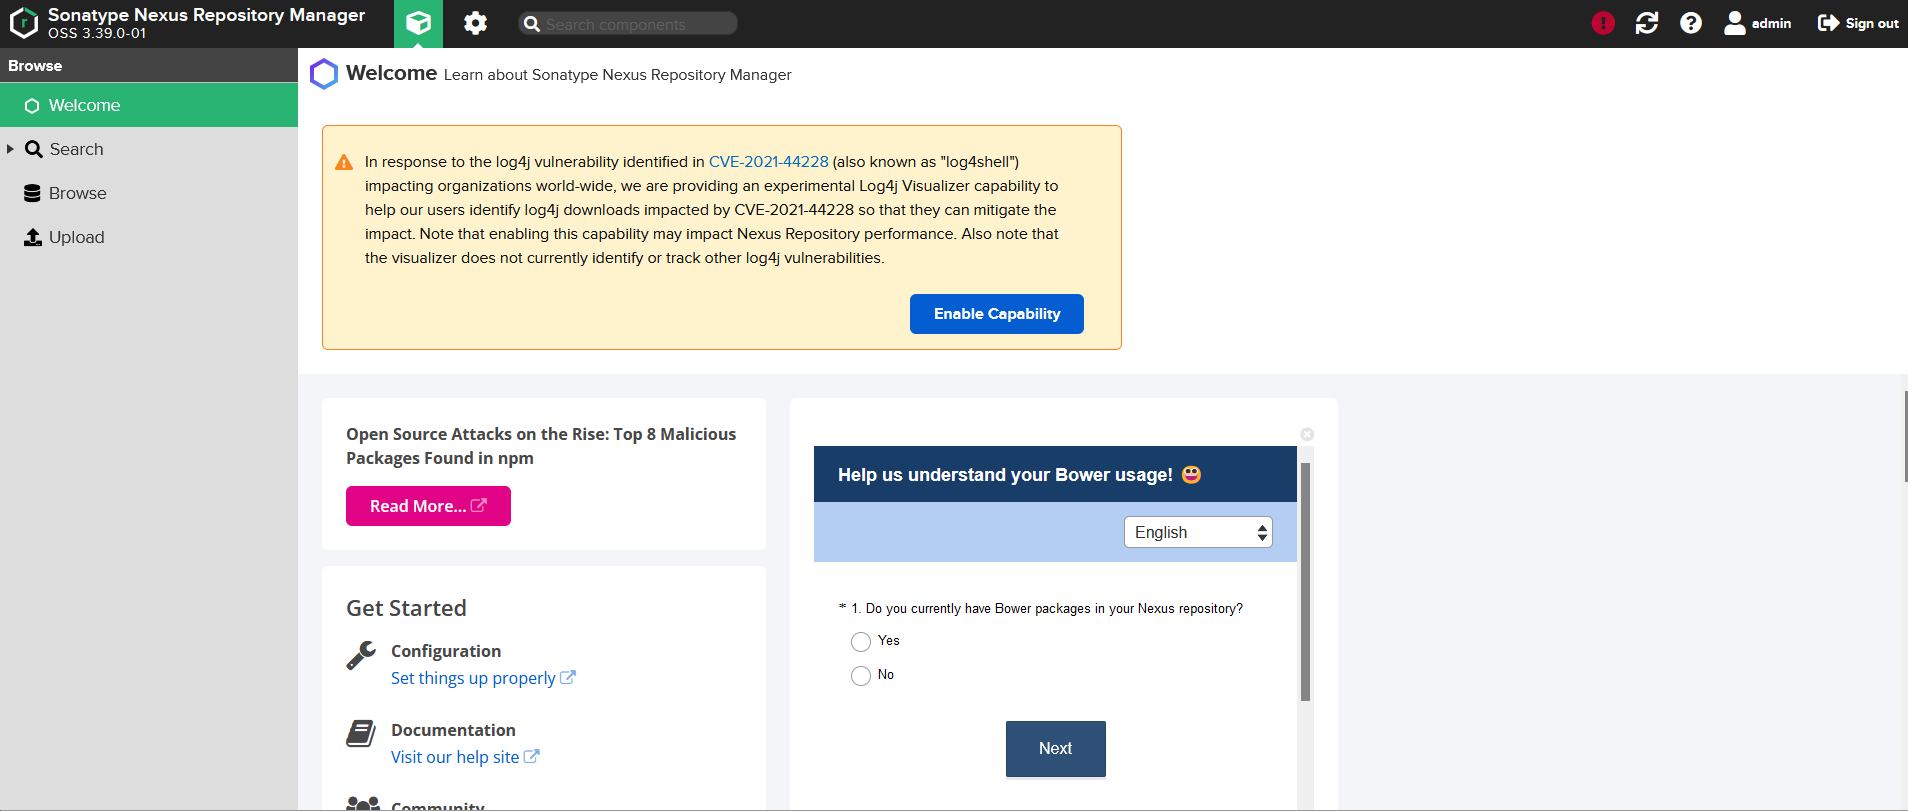 Sonatype Nexus Repository Manager
OSS 3.39.0-01
Search components
admin
Sign out
Browse
Welcome
Search
Browse
Upload
Welcome Learn about Sonatype Nexus Repository Manager
In response to the log4j vulnerability identified in CVE-2021-44228 (also known as "log4shell")
impacting organizations world-wide, we are providing an experimental Log4j Visualizer capability to
help our users identify log4j downloads impacted by CVE-2021-44228 so that they can mitigate the
impact. Note that enabling this capability may impact Nexus Repository performance. Also note that
the visualizer does not currently identify or track other log4j vulnerabilities.
Enable Capability
Open Source Attacks on the Rise: Top 8 Malicious
Packages Found in npm
Read More...
Get Started
Configuration
Set things up properly
Documentation
Visit our help site
Community
Help us understand your Bower usage!
English
* 1. Do you currently have Bower packages in your Nexus repository?
Yes
No
Next